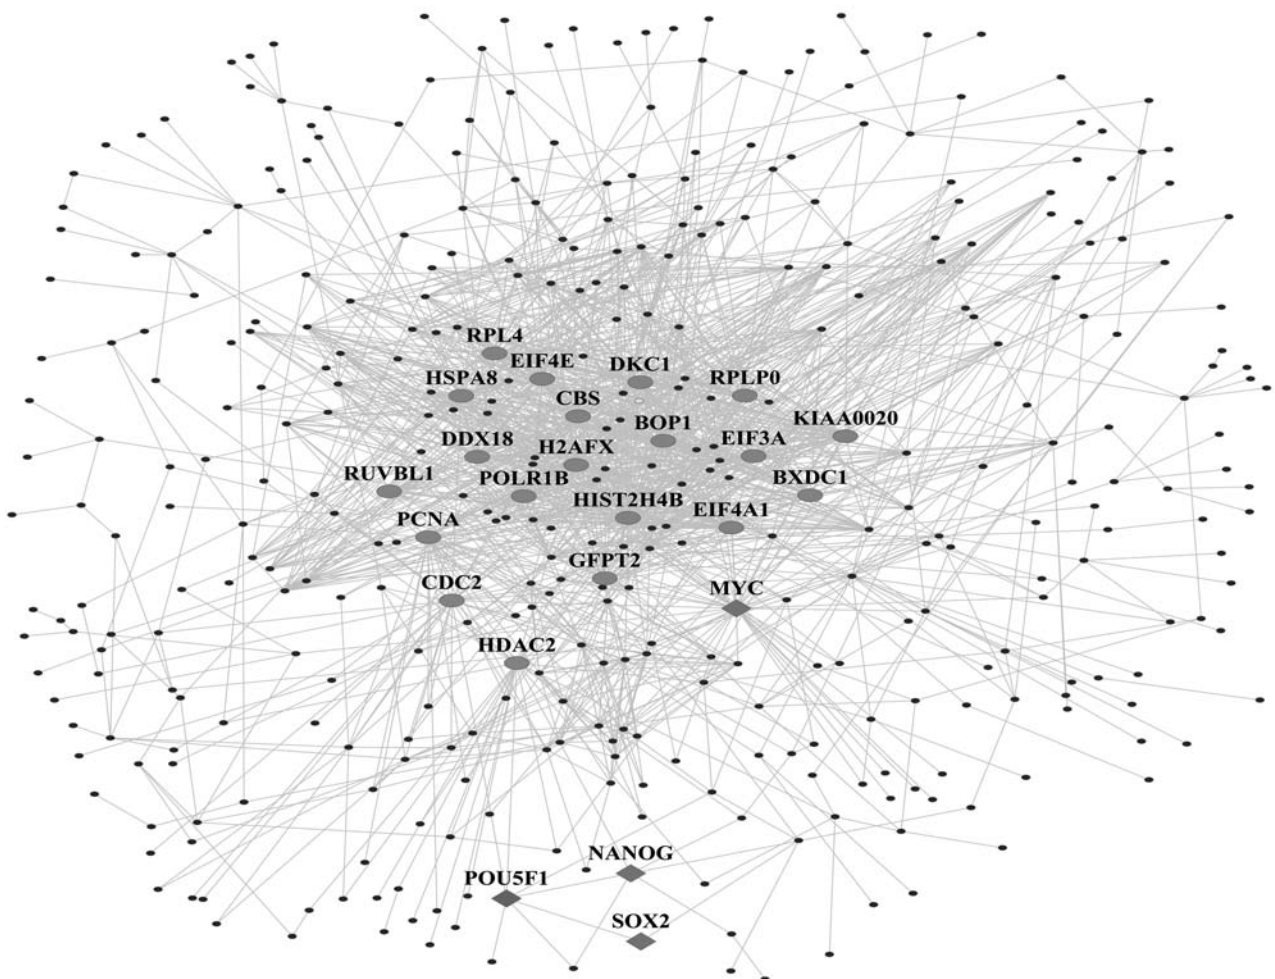 RPL4
EIF4E
DKC1
HSPA8
RPLP0
CBS
KIAA0020
BOP1
DDX18
H2AFX
EIF3A
RUVBL1
POLR1B
BXDC1
HIST2H4B
PCNA
EIF4A1
GFPT2
CDC2
MYC
HDAC2
NANOG
POU5F1
SOX2